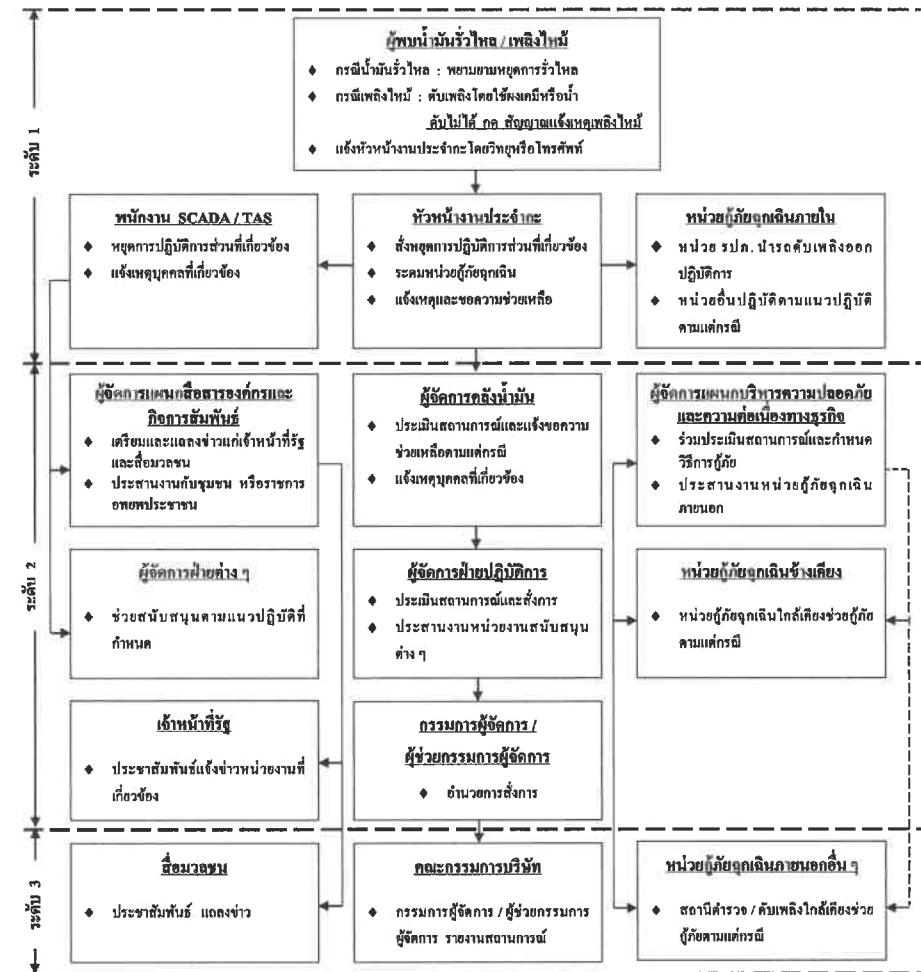 ผู้พบน้ำมันรั่วไหล / เพลิงไหม้
♦ กรณีน้ำมันรั่วไหล : พยามยามหยุดการรั่วไหล
♦ กรณีเพลิงไหม้ : ดับเพลิงโดยใช้ผงเคมีหรือน้ำ
ดับไม่ได้ กด สัญญาณแจ้งเหตุเพลิงไหม้
♦ แจ้งหัวหน้างานประจำกะโดยวิทยุหรือโทรศัพท์
ระดับ 1
พนักงาน SCADA / TAS
♦ หยุดการปฏิบัติการส่วนที่เกี่ยวข้อง
♦ แจ้งเหตุบุคคลที่เกี่ยวข้อง
หัวหน้างานประจำกะ
♦ สั่งหยุดการปฏิบัติการส่วนที่เกี่ยวข้อง
♦ ระดมหน่วยกู้ภัยฉุกเฉิน
♦ แจ้งเหตุและขอความช่วยเหลือ
หน่วยกู้ภัยฉุกเฉินภายใน
♦ หน่วย รปภ. นำรถดับเพลิงออก
ปฏิบัติการ
♦ หน่วยอื่นปฏิบัติตามแนวปฏิบัติ
ตามแต่กรณี
ผู้จัดการแผนกสื่อสารองค์กรและ
กิจการสัมพันธ์
♦ เตรียมและแถลงข่าวแก่เจ้าหน้าที่รัฐ
และสื่อมวลชน
♦ ประสานงานกับชุมชน หรือราชการ
อพยพประชาชน
ผู้จัดการคลังน้ำมัน
♦ ประเมินสถานการณ์และแจ้งขอความ
ช่วยเหลือตามแต่กรณี
♦ แจ้งเหตุบุคคลที่เกี่ยวข้อง
ผู้จัดการแผนกบริหารความปลอดภัย
และความต่อเนื่องทางธุรกิจ
♦ ร่วมประเมินสถานการณ์และกำหนด
วิธีการกู้ภัย
♦ ประสานงานหน่วยกู้ภัยฉุกเฉิน
ภายนอก
ระดับ 2
ผู้จัดการฝ่ายต่าง ๆ
♦ ช่วยสนับสนุนตามแนวปฏิบัติที่
กำหนด
ผู้จัดการฝ่ายปฏิบัติการ
♦ ประเมินสถานการณ์และสั่งการ
♦ ประสานงานหน่วยงานสนับสนุน
ต่าง ๆ
หน่วยกู้ภัยฉุกเฉินข้างเคียง
♦ หน่วยกู้ภัยฉุกเฉินใกล้เคียงช่วยกู้ภัย
ตามแต่กรณี
เจ้าหน้าที่รัฐ
♦ ประชาสัมพันธ์แจ้งข่าวหน่วยงานที่
เกี่ยวข้อง
กรรมการผู้จัดการ /
ผู้ช่วยกรรมการผู้จัดการ
♦ อำนวยการสั่งการ
ระดับ 3
สื่อมวลชน
♦ ประชาสัมพันธ์ แถลงข่าว
คณะกรรมการบริษัท
♦ กรรมการผู้จัดการ / ผู้ช่วยกรรมการ
ผู้จัดการ รายงานสถานการณ์
หน่วยกู้ภัยฉุกเฉินภายนอกอื่น ๆ
♦ สถานีตำรวจ / ดับเพลิงใกล้เคียงช่วย
กู้ภัยตามแต่กรณี